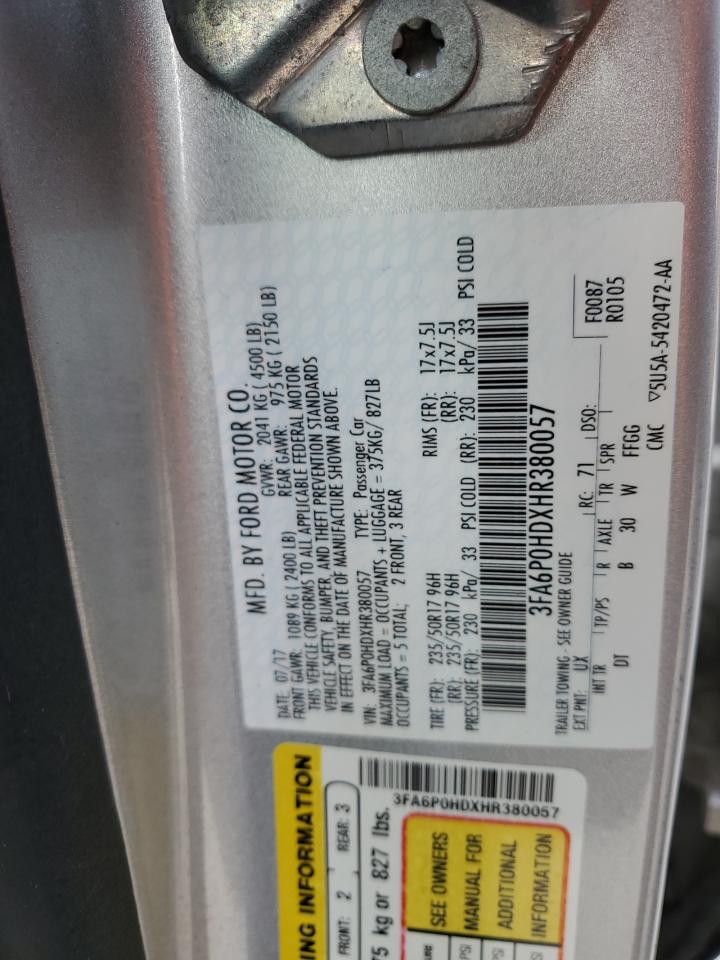 MFD. BY FORD MOTOR CO.
DATE: 07/17 GVWR: 2041 KG ( 4500 LB)
FRONT GAWR: 1089 KG ( 2400 LB) REAR GAWR: 975 KG ( 2150 LB)
THIS VEHICLE CONFORMS TO ALL APPLICABLE FEDERAL MOTOR
VEHICLE SAFETY, BUMPER, AND THEFT PREVENTION STANDARDS
IN EFFECT ON THE DATE OF MANUFACTURE SHOWN ABOVE.
VIN: 3FA6P0HDXHR380057 TYPE: Passenger Car
MAXIMUM LOAD = OCCUPANTS + LUGGAGE = 375KG/ 827LB
OCCUPANTS = 5 TOTAL; 2 FRONT, 3 REAR
TIRE (FR): 235/50R17 96H RIMS (FR): 17x7.5J
(RR): 235/50R17 96H (RR): 17x7.5J
PRESSURE (FR): 230 kPa/ 33 PSI COLD (RR): 230 kPa/ 33 PSI COLD
3FA6P0HDXHR380057
TRAILER TOWING - SEE OWNER GUIDE F0087
EXT PNT: UX RC: 71 DSO: R0105
INT TR TP/PS R AXLE TR SPR
DT B 30 W FFGG
CMC ▽5U5A-5420472-AA
ING INFORMATION
FRONT: 2 REAR: 3
75 kg or 827 lbs.
3FA6P0HDXHR380057
SEE OWNERS
MANUAL FOR
ADDITIONAL
INFORMATION
PSI
PSI
PSI